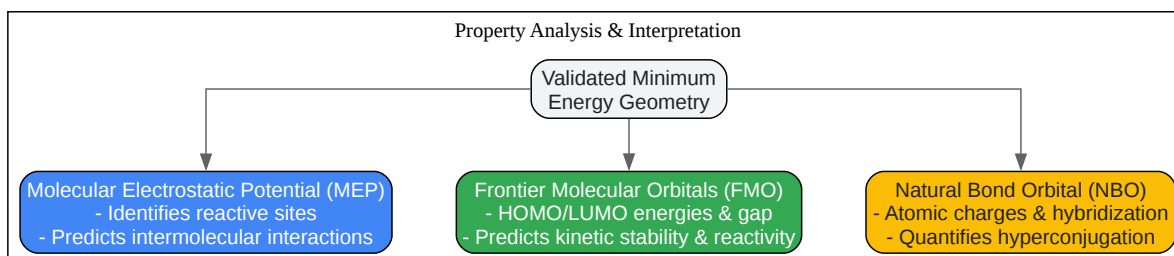 Property Analysis & Interpretation
Validated Minimum
Energy Geometry
Molecular Electrostatic Potential (MEP)
- Identifies reactive sites
- Predicts intermolecular interactions
Frontier Molecular Orbitals (FMO)
- HOMO/LUMO energies & gap
- Predicts kinetic stability & reactivity
Natural Bond Orbital (NBO)
- Atomic charges & hybridization
- Quantifies hyperconjugation